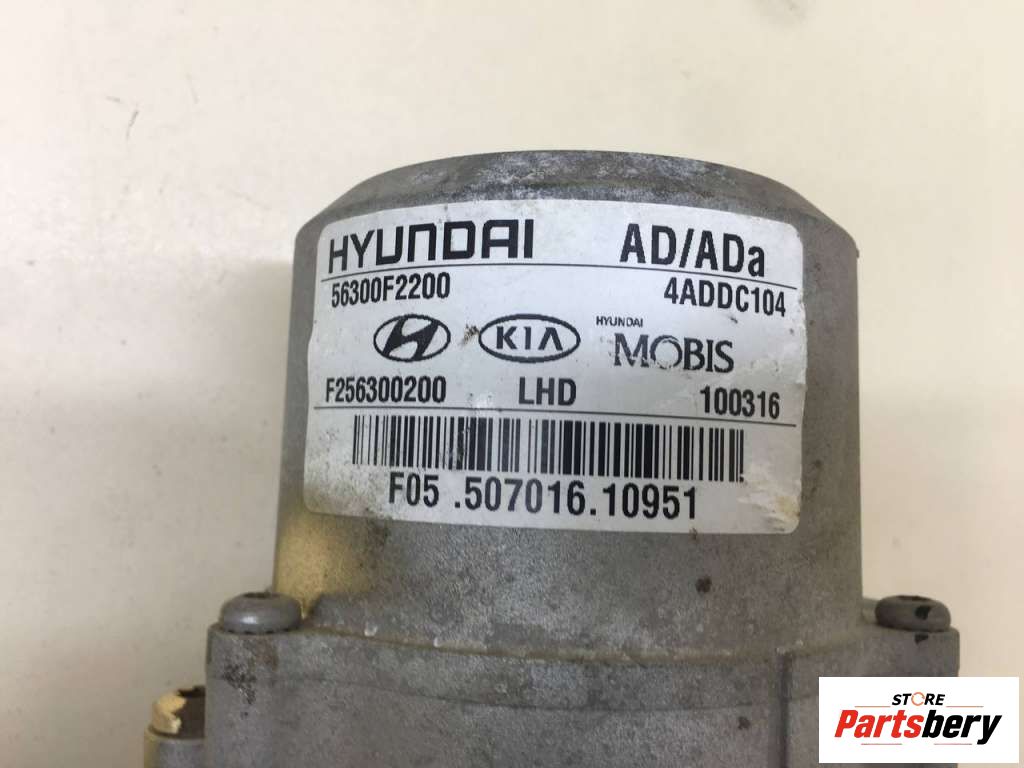 HYUNDAI AD/ADa
56300F2200 4ADDC104
KIA HYUNDAI MOBIS
F256300200 LHD 100316
F05 .507016.10951
STORE
Partsbery